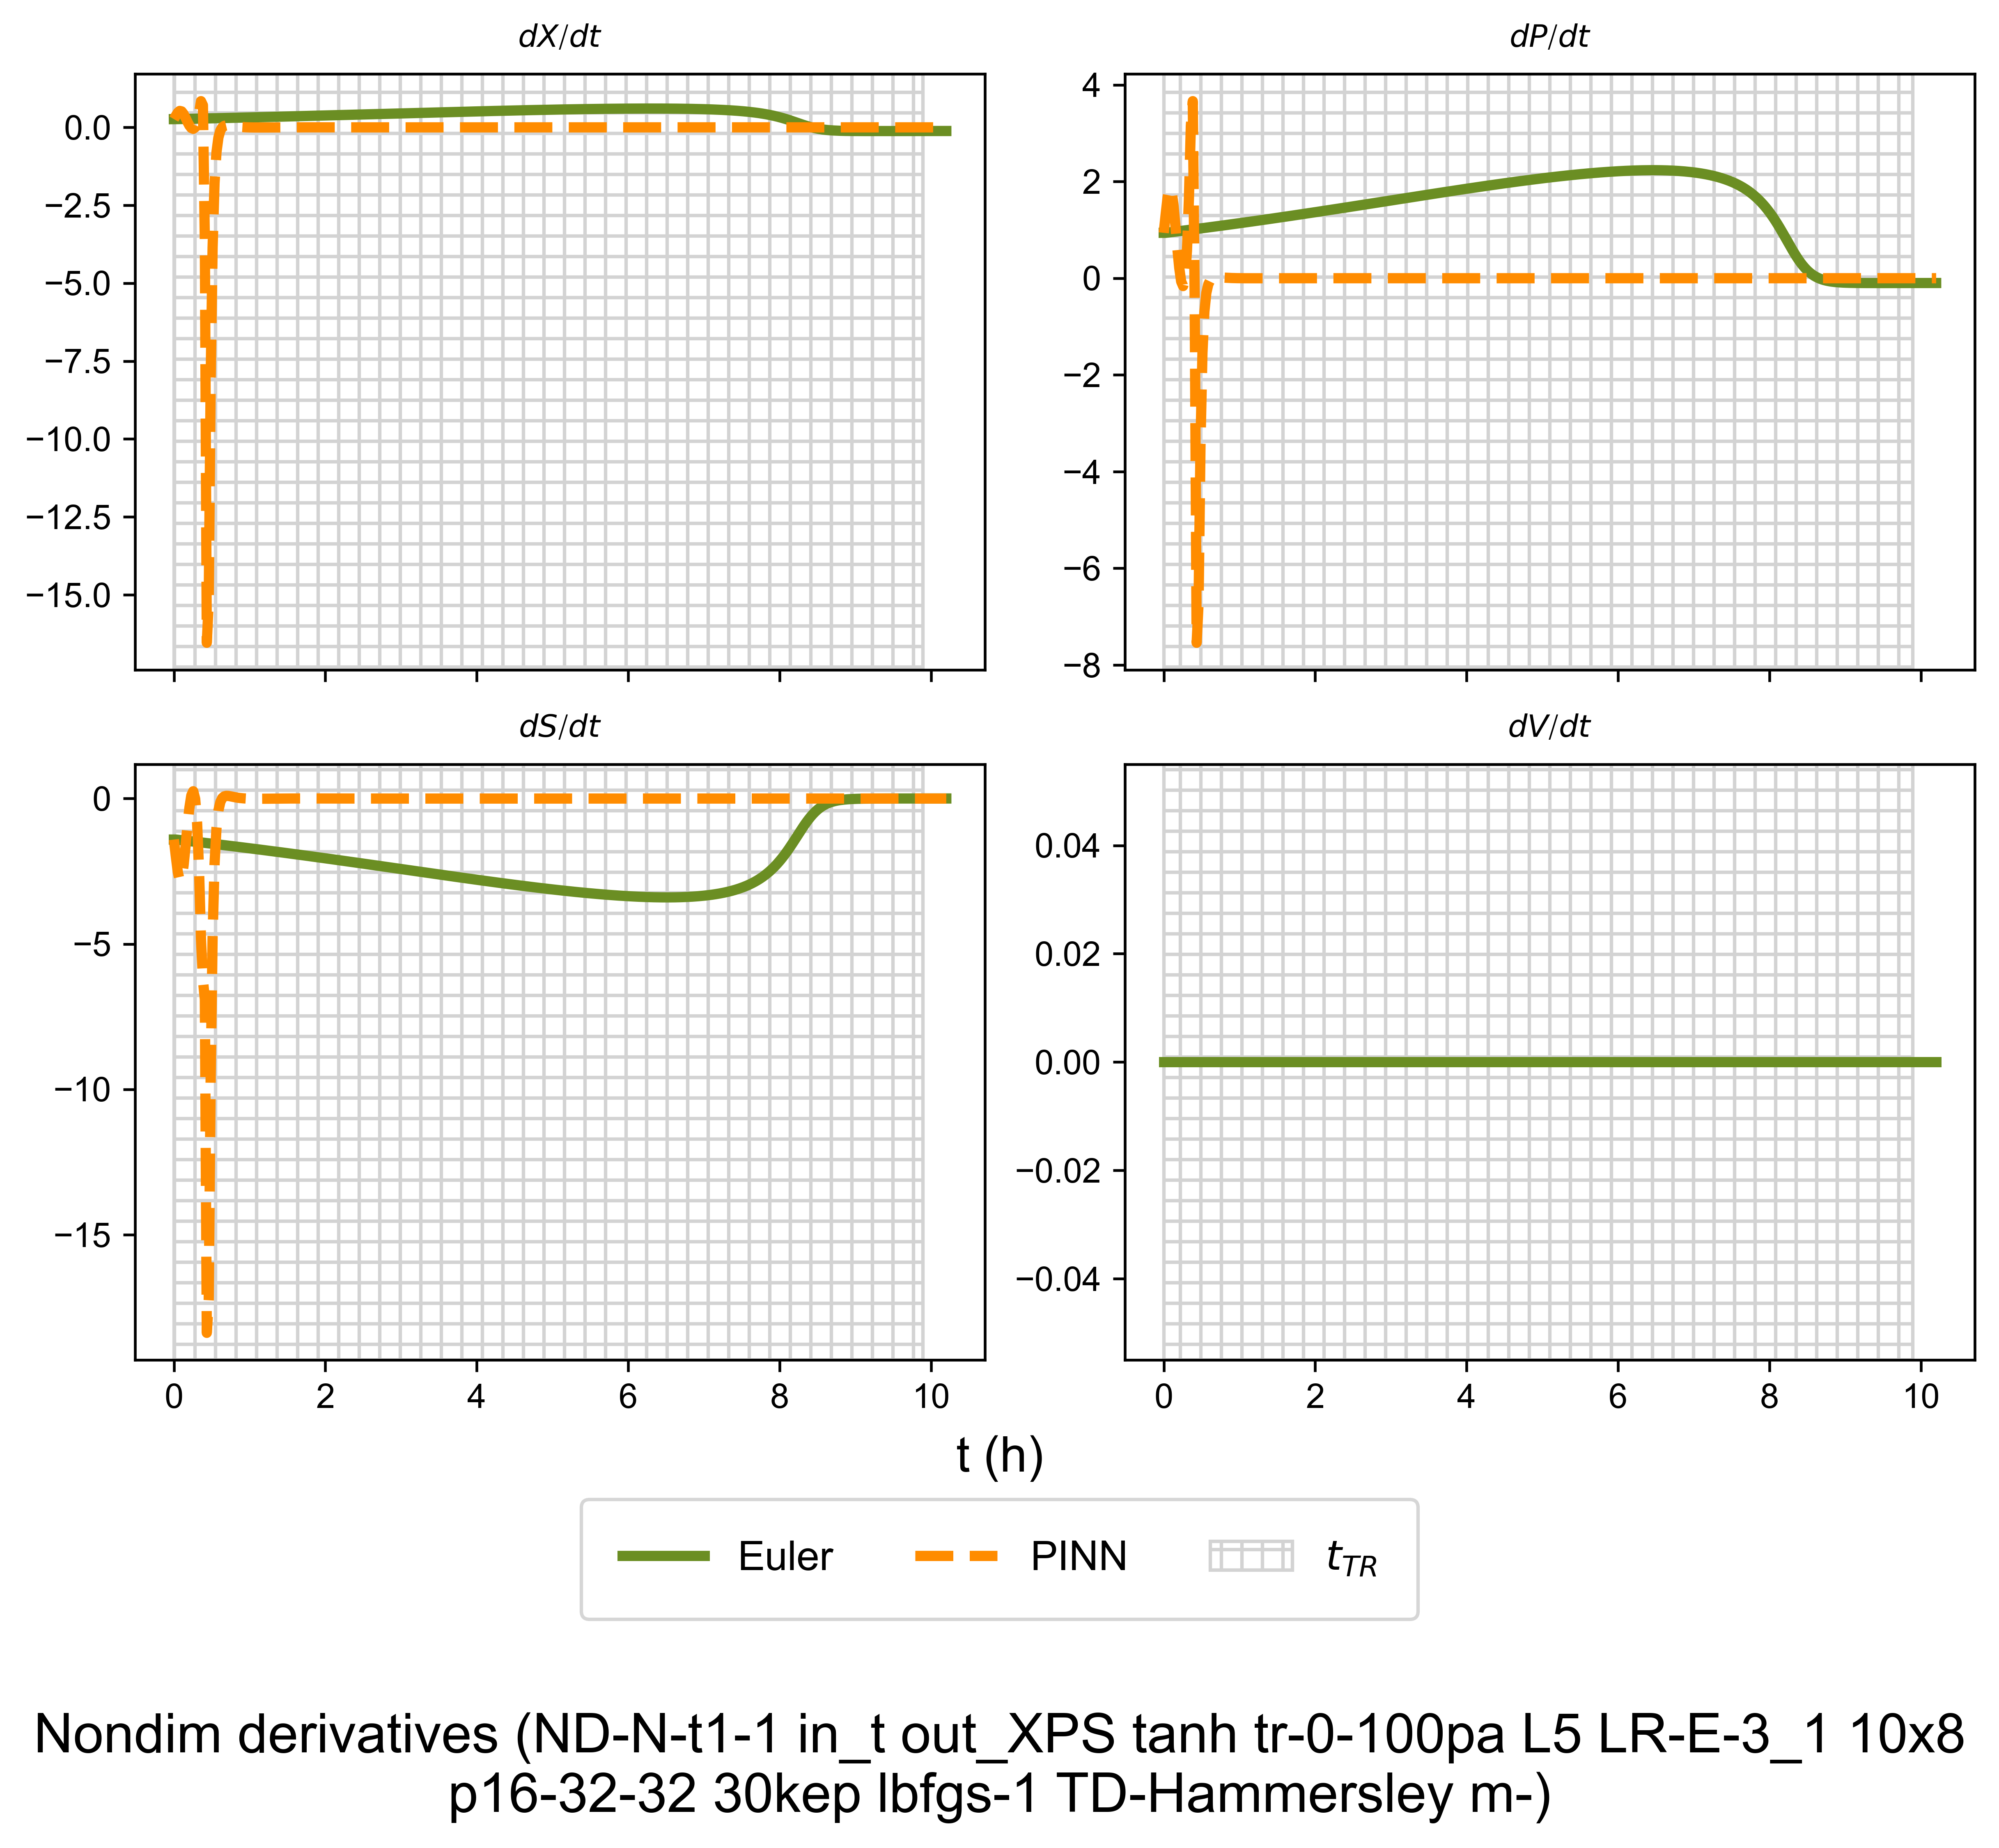 dX/dt
dP/dt
0.0
−2.5
−5.0
−7.5
−10.0
−12.5
−15.0
4
2
0
−2
−4
−6
−8
dS/dt
dV/dt
0
−5
−10
−15
0.04
0.02
0.00
−0.02
−0.04
0 2 4 6 8 10
0 2 4 6 8 10
t (h)
Euler PINN t_TR
Nondim derivatives (ND-N-t1-1 in_t out_XPS tanh tr-0-100pa L5 LR-E-3_1 10x8
p16-32-32 30kep lbfgs-1 TD-Hammersley m-)